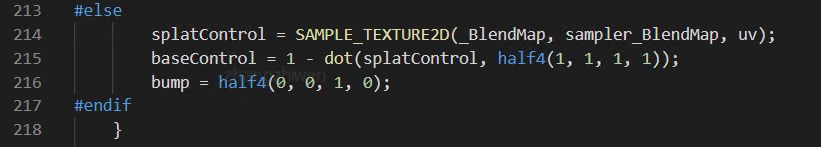 213 #else
214 splatControl = SAMPLE_TEXTURE2D(_BlendMap, sampler_BlendMap, uv);
215 baseControl = 1 - dot(splatControl, half4(1, 1, 1, 1));
216 bump = half4(0, 0, 1, 0);
217 #endif
218 }